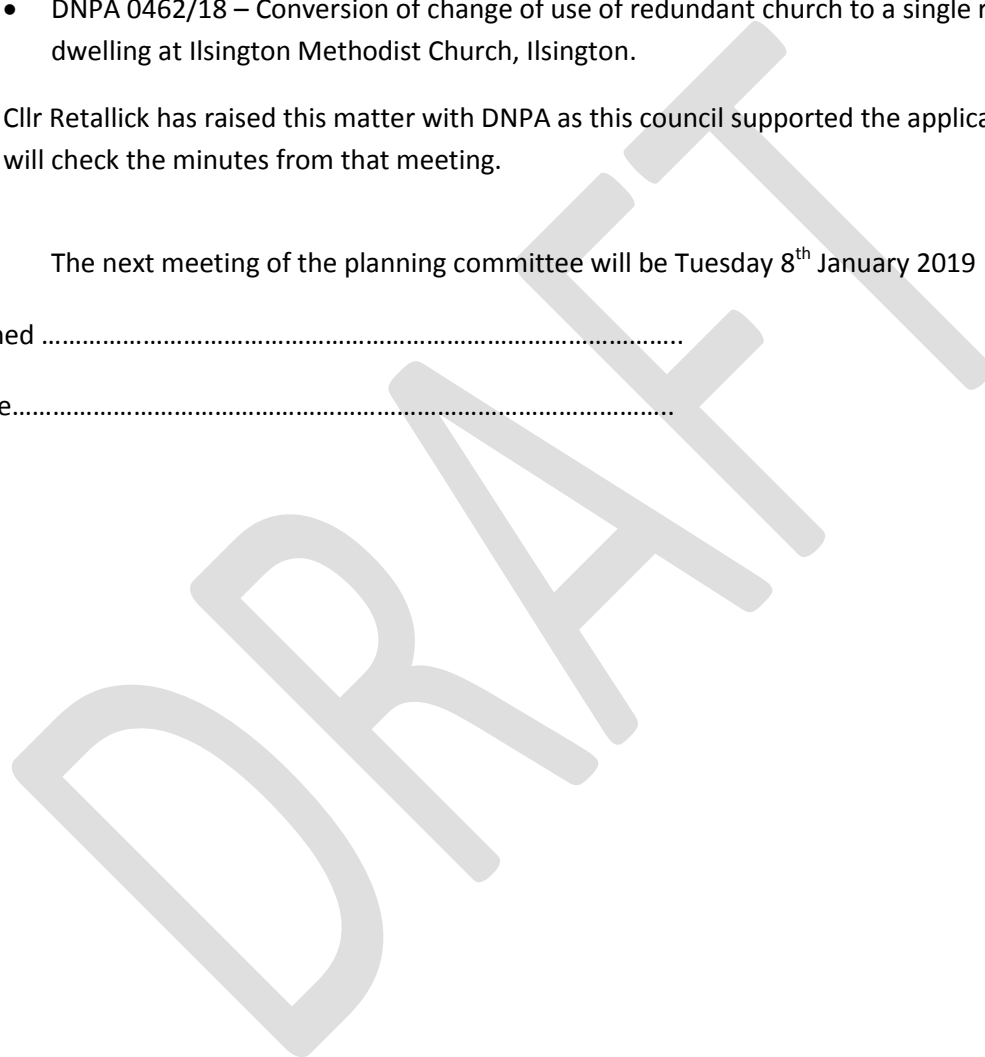 • DNPA 0462/18 – Conversion of change of use of redundant church to a single
dwelling at Ilsington Methodist Church, Ilsington.
Cllr Retallick has raised this matter with DNPA as this council supported the
will check the minutes from that meeting.
The next meeting of the planning committee will be Tuesday 8th January 2019
…………………………………………………………………………………..
……………………………………………………………………………………..
DRAFT